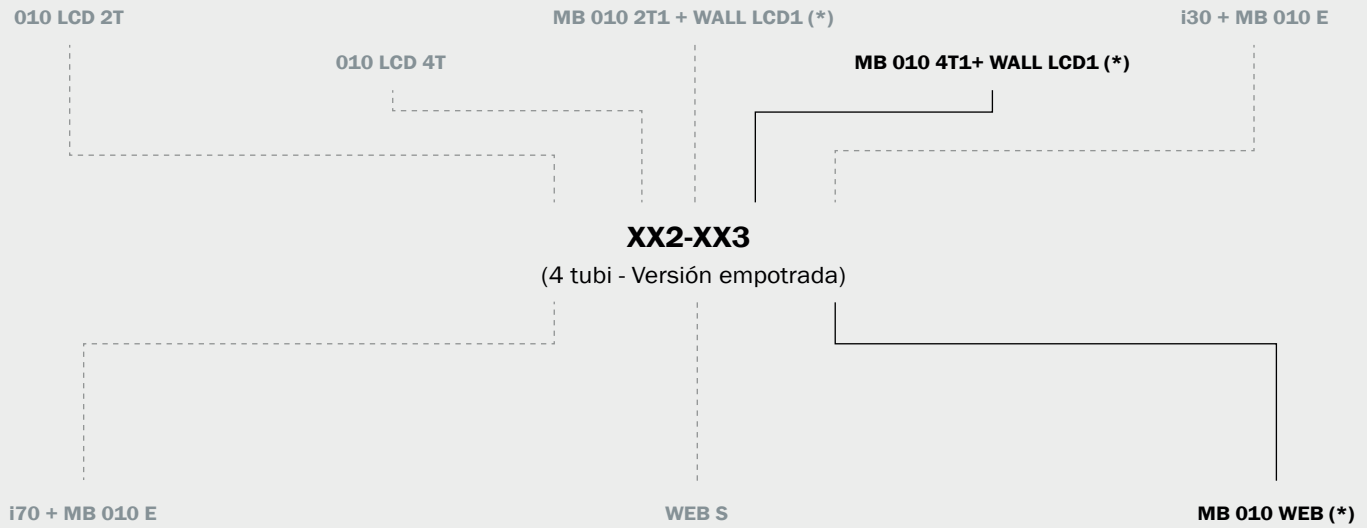 010 LCD 2T
MB 010 2T1 + WALL LCD1 (*)
i30 + MB 010 E
010 LCD 4T
MB 010 4T1+ WALL LCD1 (*)
XX2-XX3
(4 tubi - Versión empotrada)
i70 + MB 010 E
WEB S
MB 010 WEB (*)